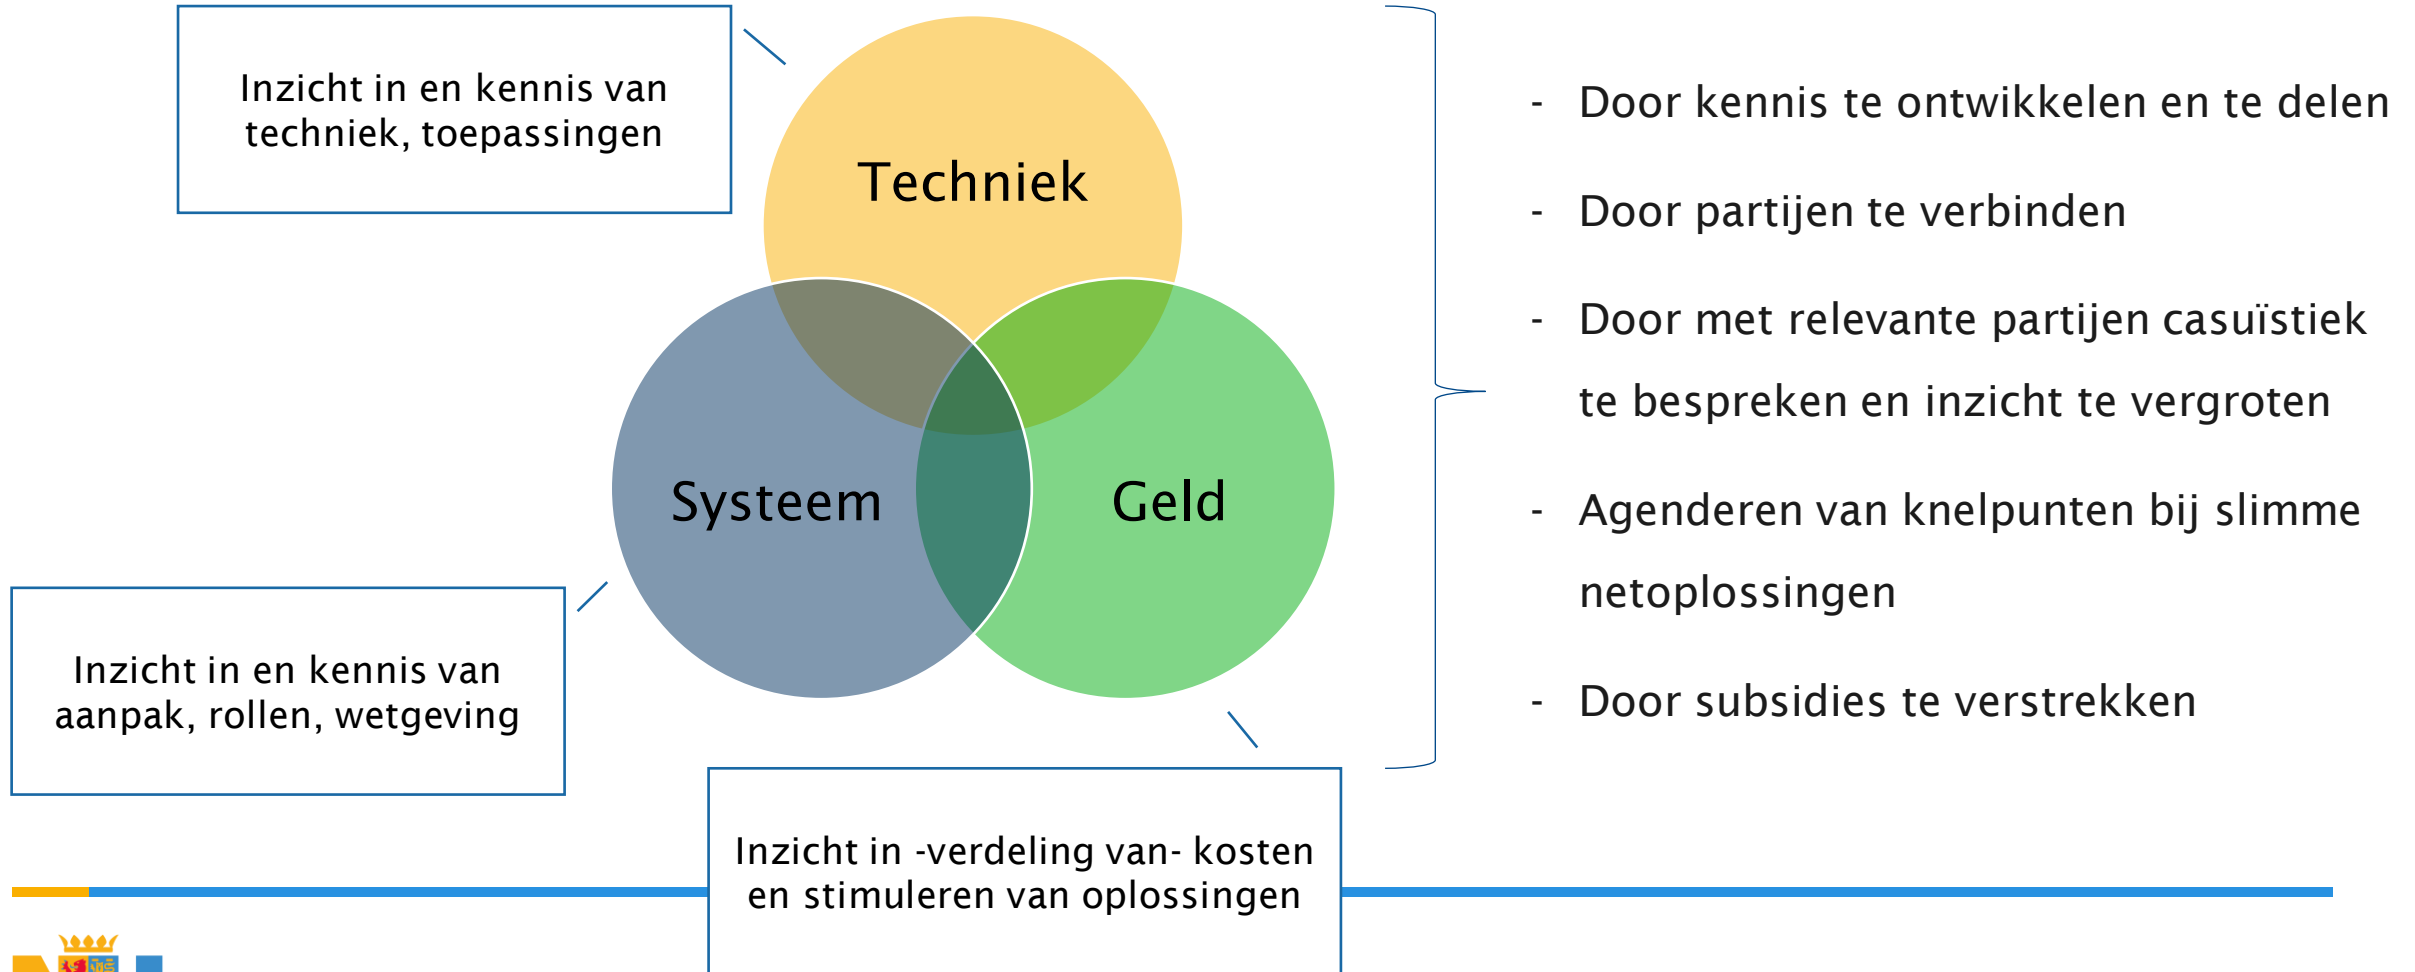 Inzicht in en kennis van
techniek, toepassingen
Techniek
Systeem
Geld
Inzicht in en kennis van
aanpak, rollen, wetgeving
Inzicht in -verdeling van- kosten
en stimuleren van oplossingen
- Door kennis te ontwikkelen en te delen
- Door partijen te verbinden
- Door met relevante partijen casuïstiek
te bespreken en inzicht te vergroten
- Agenderen van knelpunten bij slimme
netoplossingen
- Door subsidies te verstrekken